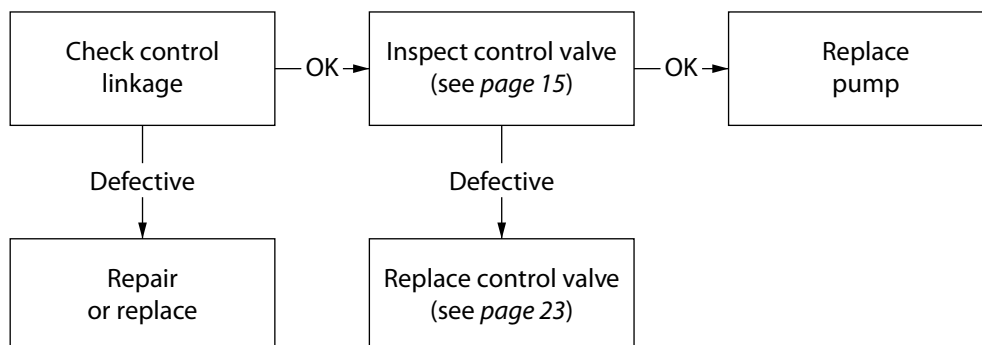 Check control
linkage
OK
Inspect control valve
(see page 15)
OK
Replace
pump
Defective
Defective
Repair
or replace
Replace control valve
(see page 23)